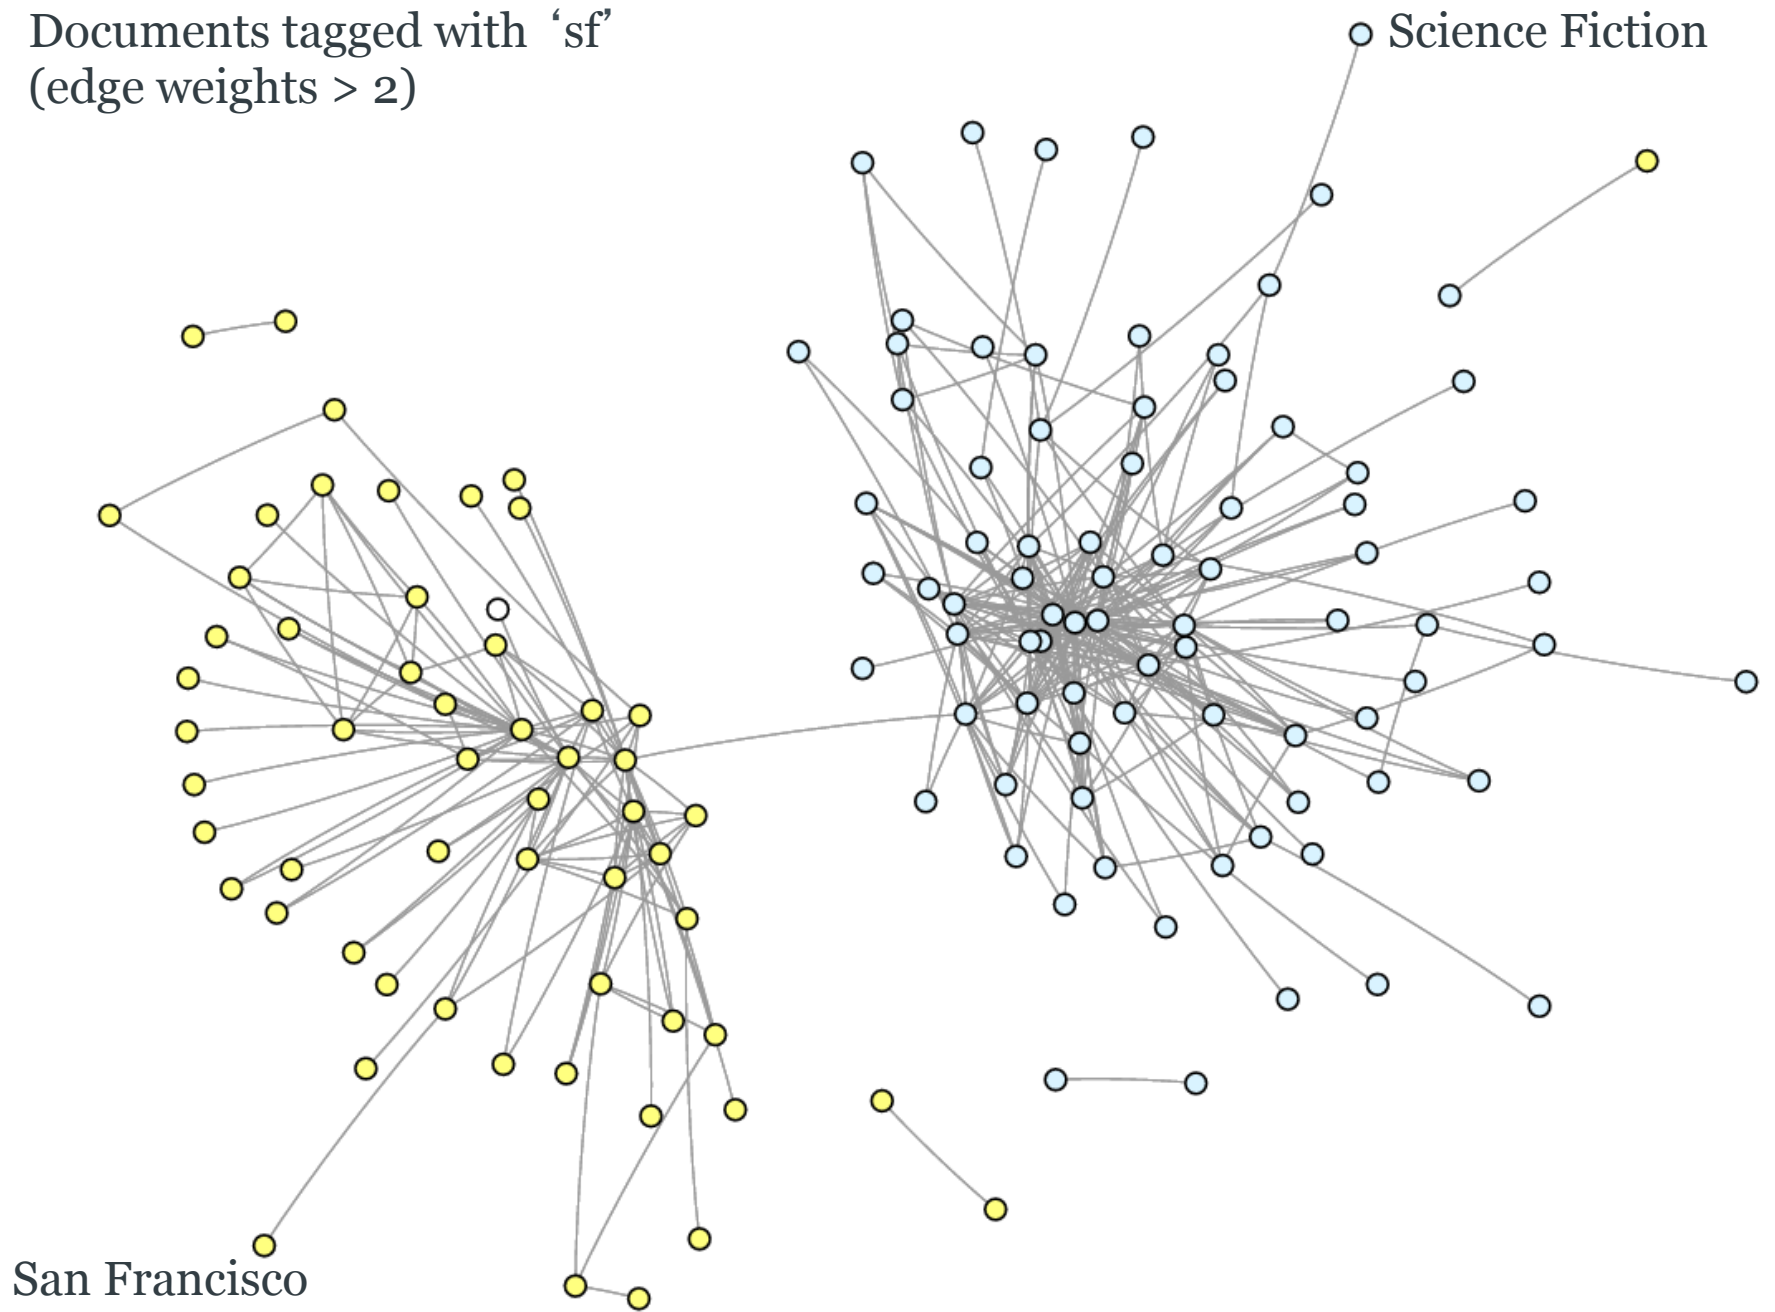 Documents tagged with ‘sf’
(edge weights > 2)
Science Fiction
San Francisco